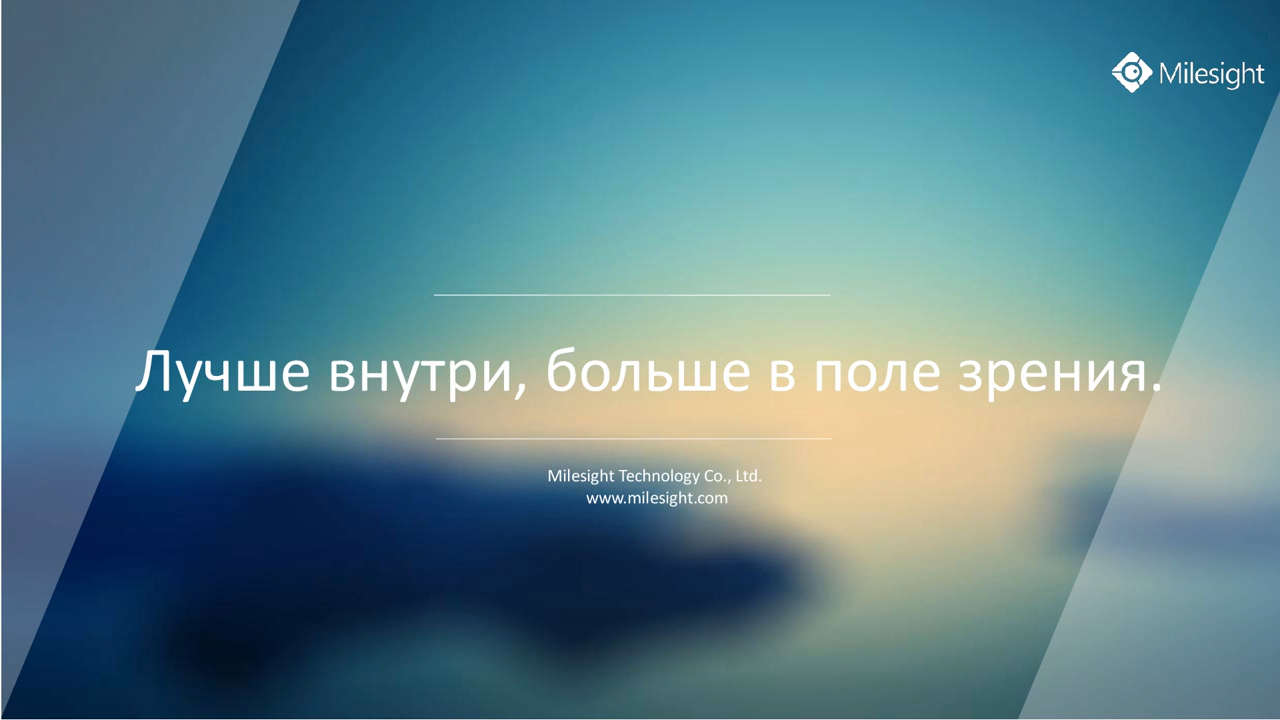 Milesight
Лучше внутри, больше в поле зрения.
Milesight Technology Co., Ltd.
www.milesight.com